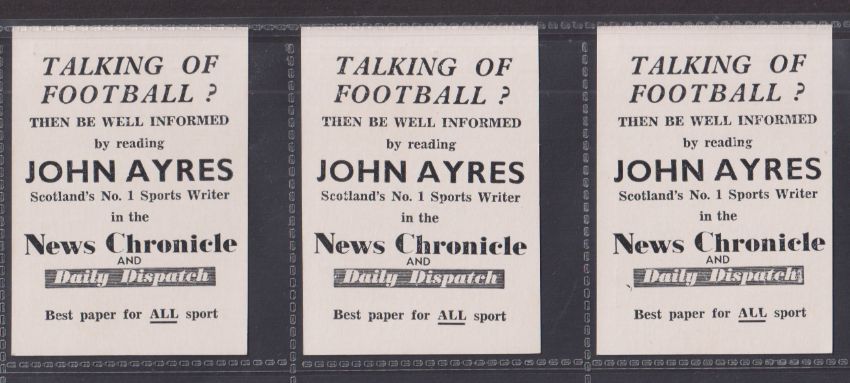 TALKING OF
FOOTBALL ?
THEN BE WELL INFORMED
by reading
JOHN AYRES
Scotland's No. 1 Sports Writer
in the
News Chronicle
AND
Daily Dispatch
Best paper for ALL sport
TALKING OF
FOOTBALL ?
THEN BE WELL INFORMED
by reading
JOHN AYRES
Scotland's No. 1 Sports Writer
in the
News Chronicle
AND
Daily Dispatch
Best paper for ALL sport
TALKING OF
FOOTBALL ?
THEN BE WELL INFORMED
by reading
JOHN AYRES
Scotland's No. 1 Sports Writer
in the
News Chronicle
AND
Daily Dispatch
Best paper for ALL sport